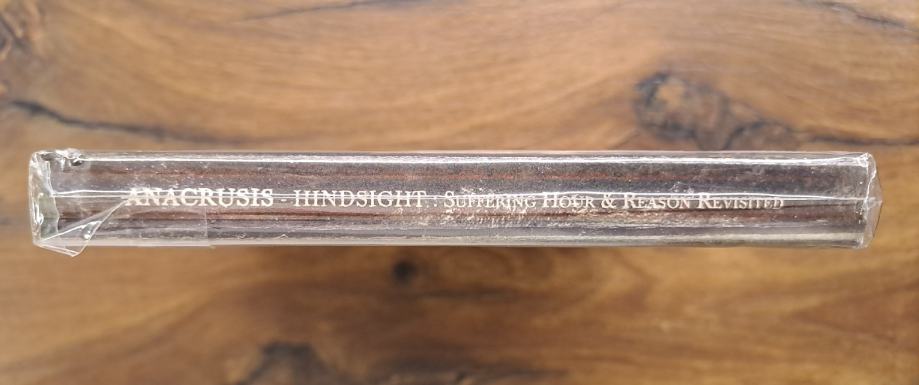 ANACRUSIS - HINDSIGHT : SUFFERING HOUR & REASON REVISITED